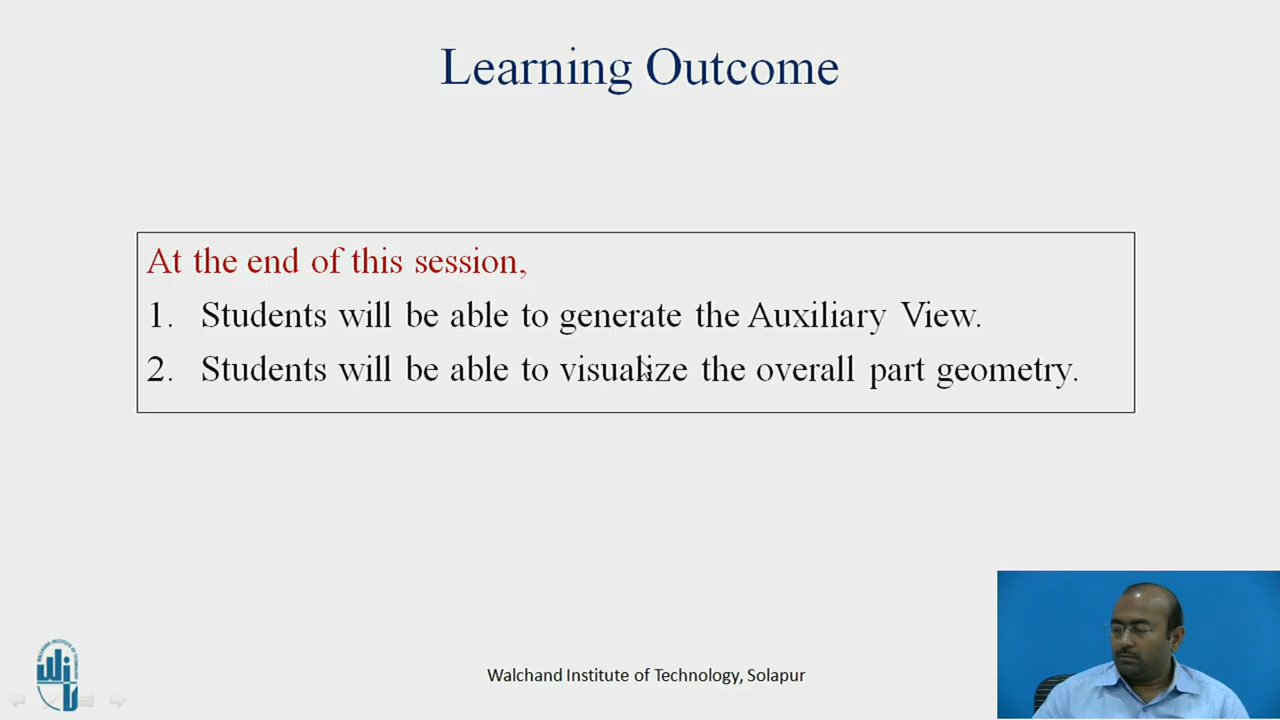 Learning Outcome
At the end of this session,
1. Students will be able to generate the Auxiliary View.
2. Students will be able to visualize the overall part geometry.
Walchand Institute of Technology, Solapur